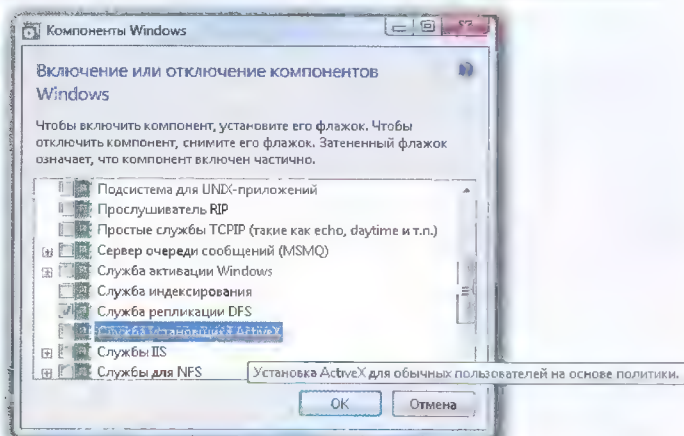 Компоненты Windows
Включение или отключение компонентов
Windows
Чтобы включить компонент, установите его флажок. Чтобы
отключить компонент, снимите его флажок. Затененный флажок
означает, что компонент включен частично.
Подсистема для UNIX-приложений
Прослушиватель RIP
Простые службы TCPIP (такие как echo, daytime и т.п.)
Сервер очереди сообщений (MSMQ)
Служба активации Windows
Служба индексирования
Служба репликации DFS
Служба установщика ActiveX
Службы IIS
Службы для NFS
Установка ActiveX для обычных пользователей на основе политики.
OK
Отмена